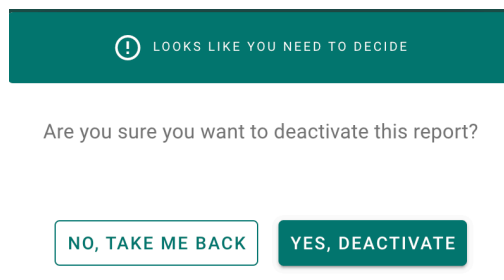 LOOKS LIKE YOU NEED TO DECIDE
Are you sure you want to deactivate this report?
NO, TAKE ME BACK
YES, DEACTIVATE